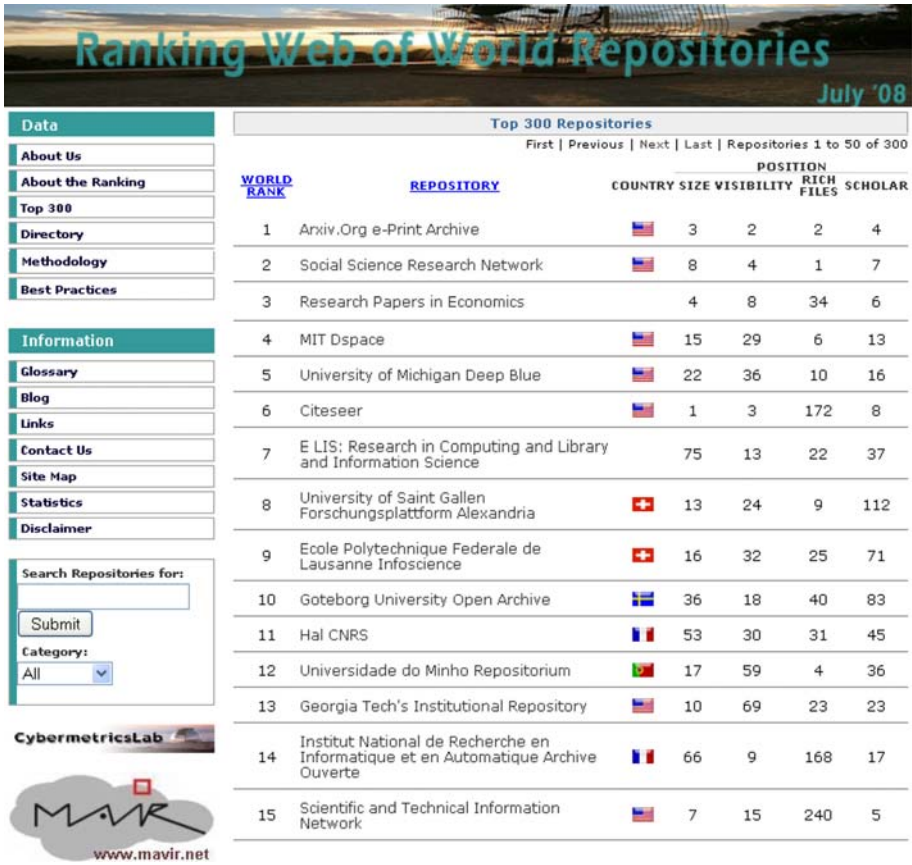 Ranking Web of World Repositories
July '08
Data
About Us
About the Ranking
Top 300
Directory
Methodology
Best Practices
Information
Glossary
Blog
Links
Contact Us
Site Map
Statistics
Disclaimer
Search Repositories for:
Submit
Category:
All
CybermetricsLab
MAVIR
www.mavir.net
Top 300 Repositories
First | Previous | Next | Last | Repositories 1 to 50 of 300
POSITION
WORLD RANK REPOSITORY COUNTRY SIZE VISIBILITY RICH FILES SCHOLAR
1 Arxiv.Org e-Print Archive 3 2 2 4
2 Social Science Research Network 8 4 1 7
3 Research Papers in Economics 4 8 34 6
4 MIT Dspace 15 29 6 13
5 University of Michigan Deep Blue 22 36 10 16
6 Citeseer 1 3 172 8
7 E LIS: Research in Computing and Library
and Information Science 75 13 22 37
8 University of Saint Gallen
Forschungsplattform Alexandria 13 24 9 112
9 Ecole Polytechnique Federale de
Lausanne Infoscience 16 32 25 71
10 Goteborg University Open Archive 36 18 40 83
11 Hal CNRS 53 30 31 45
12 Universidade do Minho Repositorium 17 59 4 36
13 Georgia Tech's Institutional Repository 10 69 23 23
14 Institut National de Recherche en
Informatique et en Automatique Archive
Ouverte 66 9 168 17
15 Scientific and Technical Information
Network 7 15 240 5